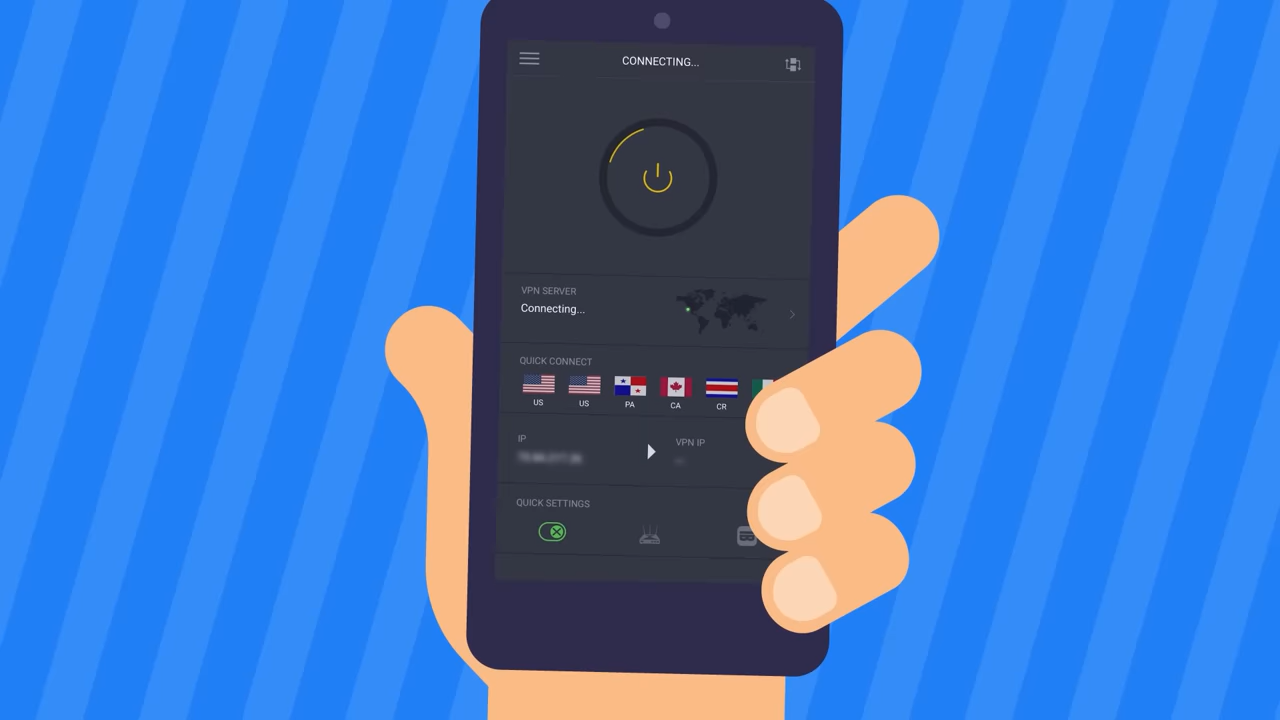 CONNECTING...
VPN SERVER
Connecting...
QUICK CONNECT
US US PA CA CR
IP VPN IP
QUICK SETTINGS